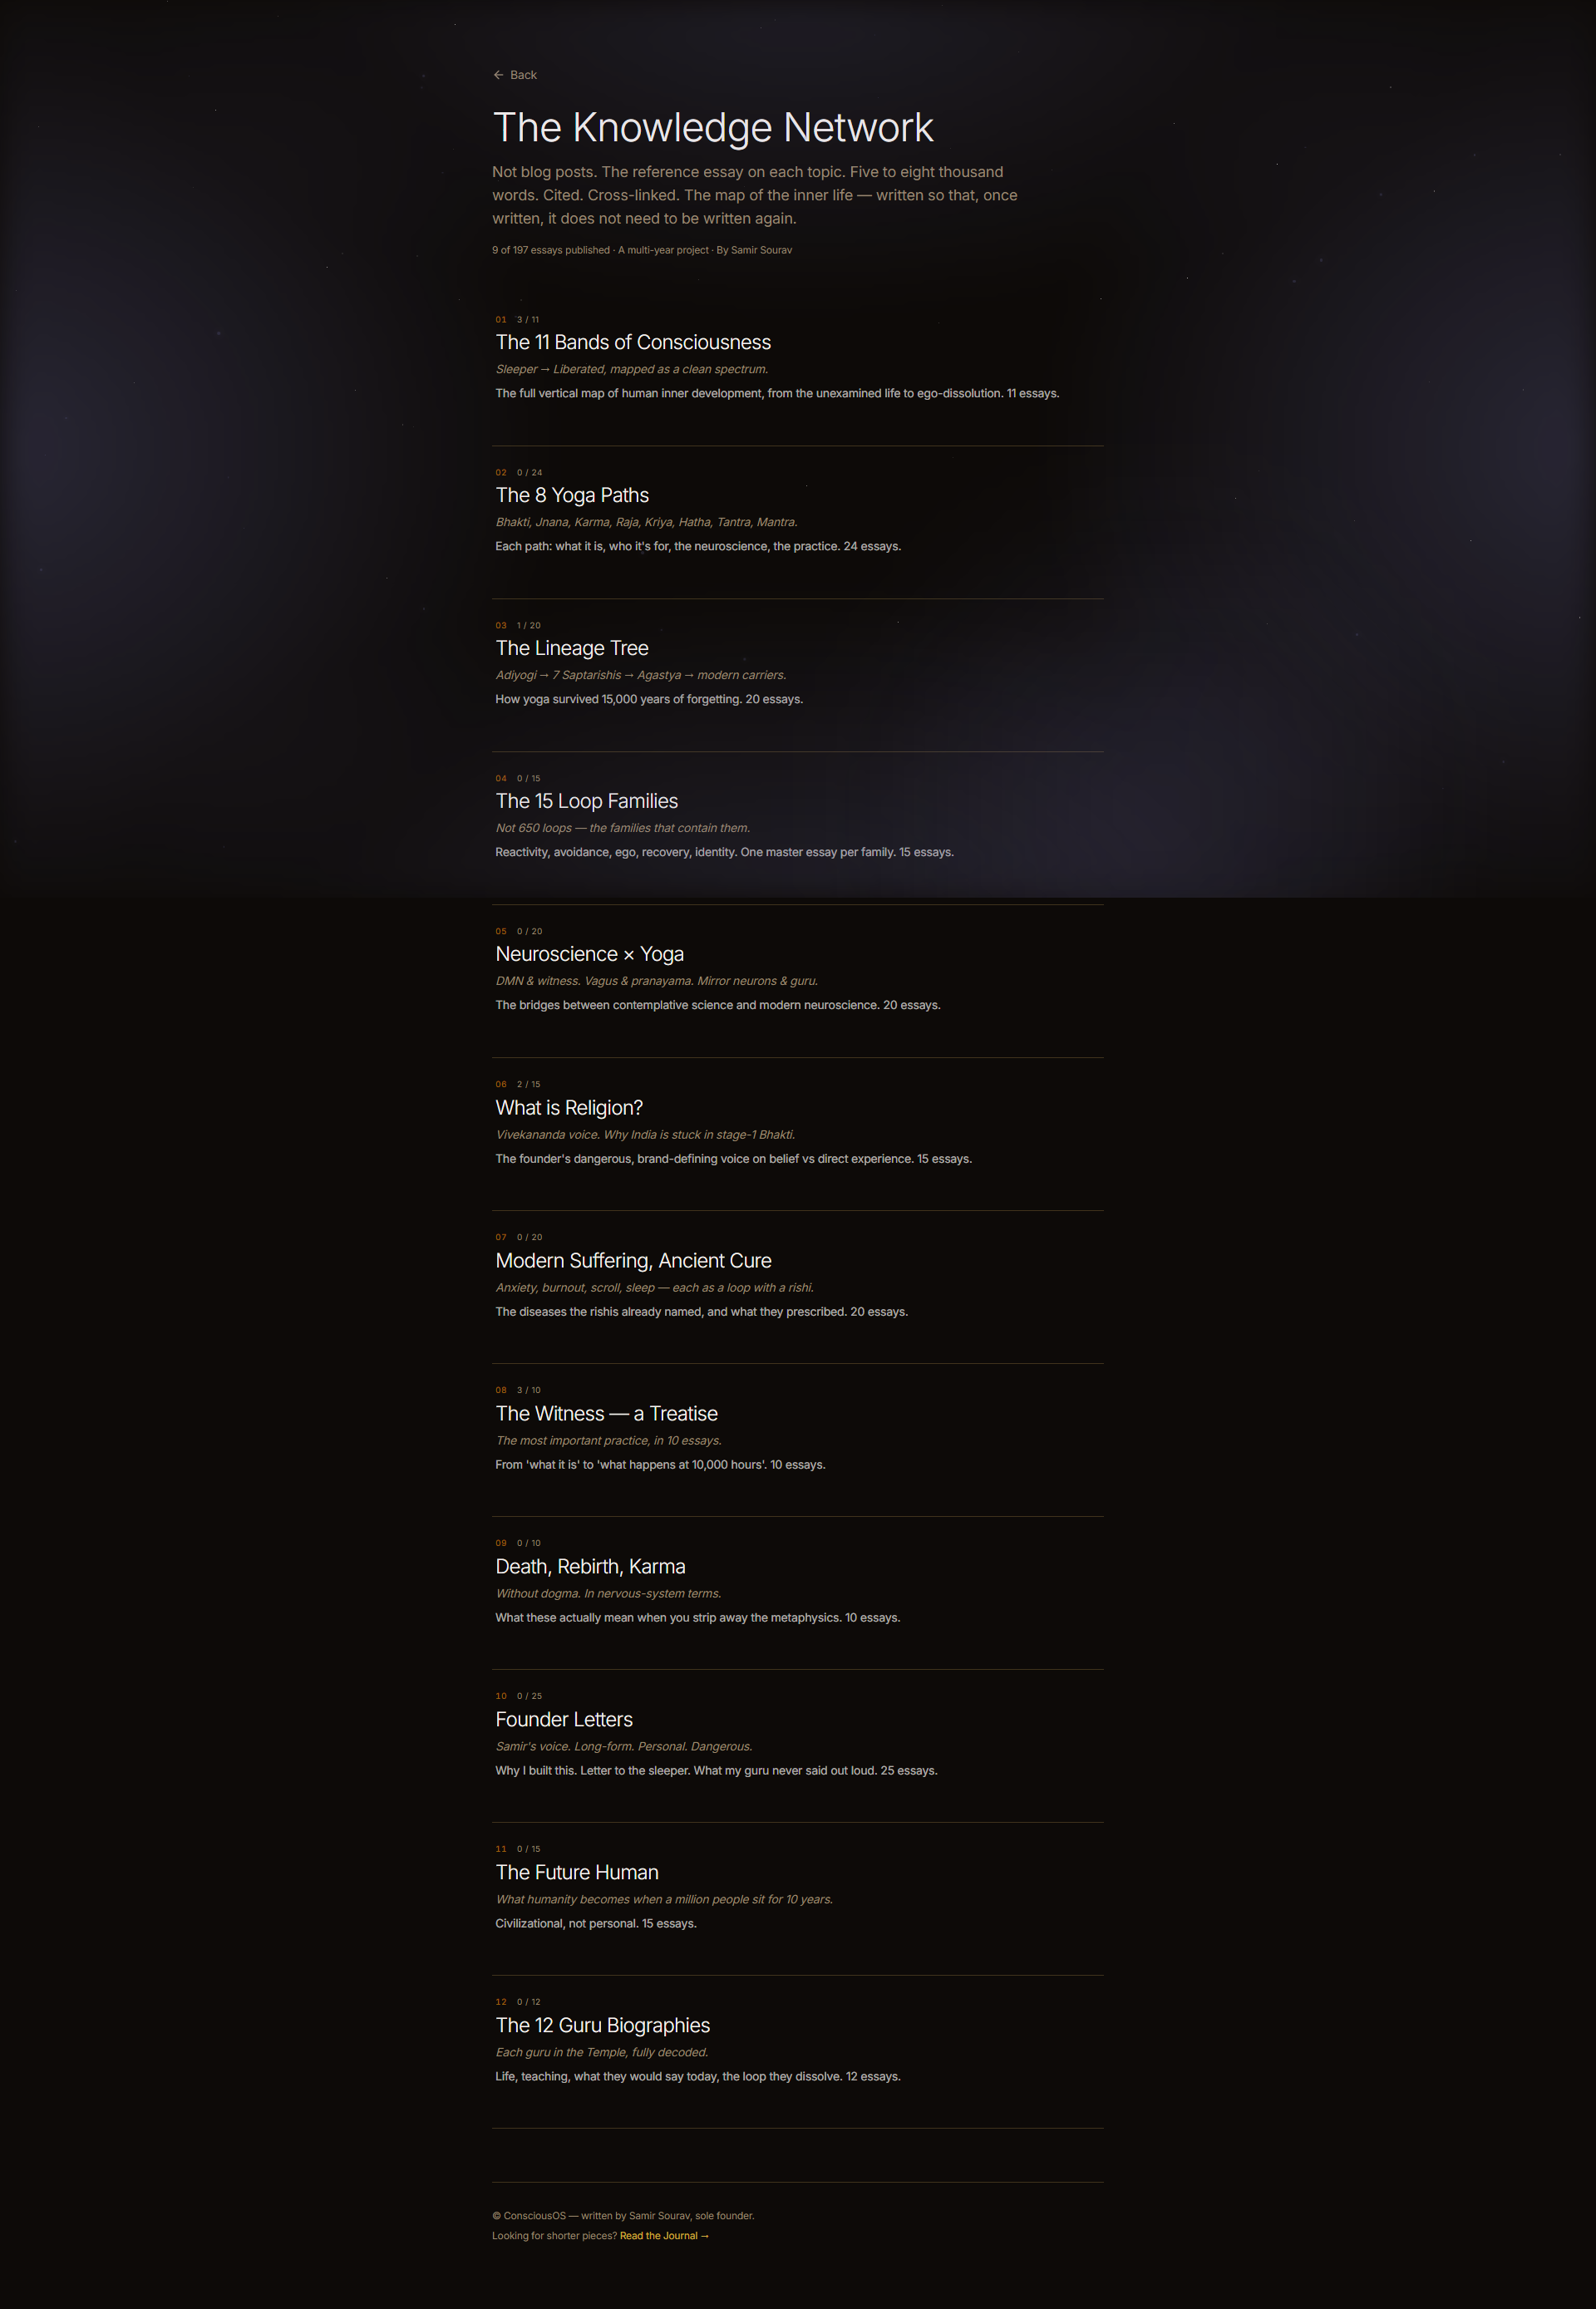 ← Back
The Knowledge Network
Not blog posts. The reference essay on each topic. Five to eight thousand
words. Cited. Cross-linked. The map of the inner life — written so that, once
written, it does not need to be written again.
9 of 197 essays published · A multi-year project · By Samir Sourav
01 3 / 11
The 11 Bands of Consciousness
Sleeper → Liberated, mapped as a clean spectrum.
The full vertical map of human inner development, from the unexamined life to ego-dissolution. 11 essays.
02 0 / 24
The 8 Yoga Paths
Bhakti, Jnana, Karma, Raja, Kriya, Hatha, Tantra, Mantra.
Each path: what it is, who it's for, the neuroscience, the practice. 24 essays.
03 1 / 20
The Lineage Tree
Adiyogi → 7 Saptarishis → Agastya → modern carriers.
How yoga survived 15,000 years of forgetting. 20 essays.
04 0 / 15
The 15 Loop Families
Not 650 loops — the families that contain them.
Reactivity, avoidance, ego, recovery, identity. One master essay per family. 15 essays.
05 0 / 20
Neuroscience × Yoga
DMN & witness. Vagus & pranayama. Mirror neurons & guru.
The bridges between contemplative science and modern neuroscience. 20 essays.
06 2 / 15
What is Religion?
Vivekananda voice. Why India is stuck in stage-1 Bhakti.
The founder's dangerous, brand-defining voice on belief vs direct experience. 15 essays.
07 0 / 20
Modern Suffering, Ancient Cure
Anxiety, burnout, scroll, sleep — each as a loop with a rishi.
The diseases the rishis already named, and what they prescribed. 20 essays.
08 3 / 10
The Witness — a Treatise
The most important practice, in 10 essays.
From 'what it is' to 'what happens at 10,000 hours'. 10 essays.
09 0 / 10
Death, Rebirth, Karma
Without dogma. In nervous-system terms.
What these actually mean when you strip away the metaphysics. 10 essays.
10 0 / 25
Founder Letters
Samir's voice. Long-form. Personal. Dangerous.
Why I built this. Letter to the sleeper. What my guru never said out loud. 25 essays.
11 0 / 15
The Future Human
What humanity becomes when a million people sit for 10 years.
Civilizational, not personal. 15 essays.
12 0 / 12
The 12 Guru Biographies
Each guru in the Temple, fully decoded.
Life, teaching, what they would say today, the loop they dissolve. 12 essays.
© ConsciousOS — written by Samir Sourav, sole founder.
Looking for shorter pieces? Read the Journal →